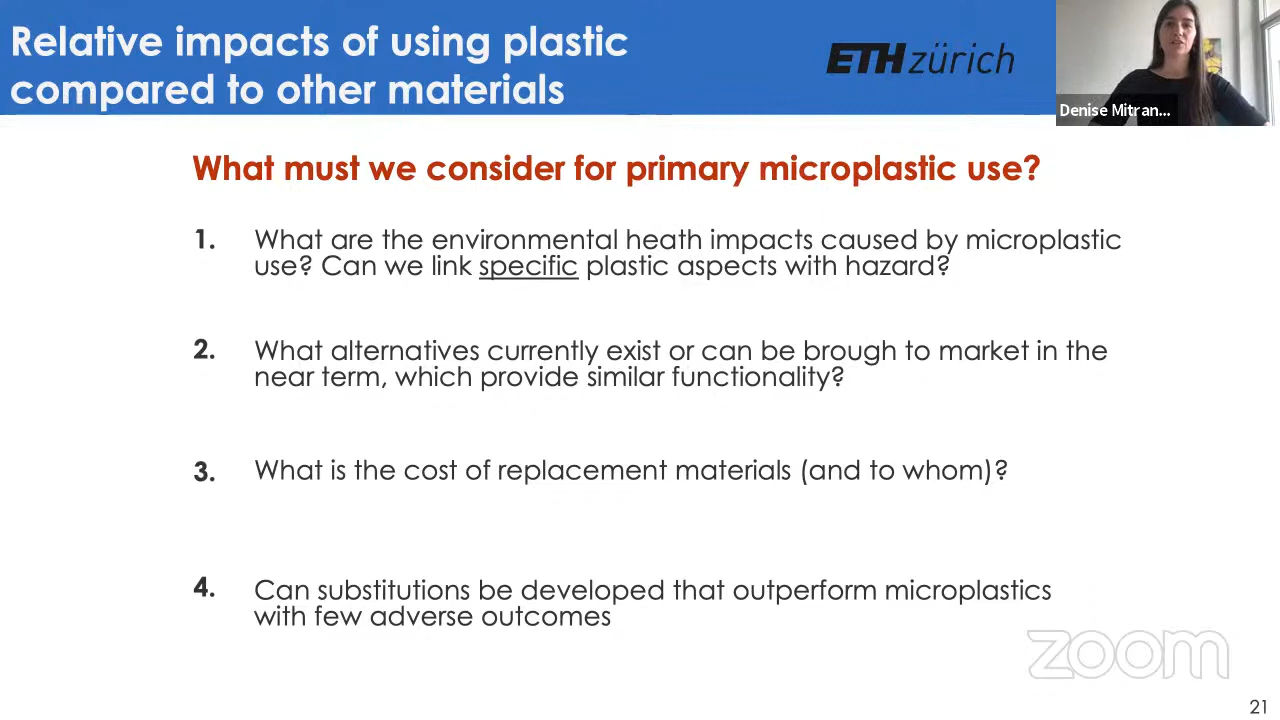 Relative impacts of using plastic
compared to other materials
ETH zürich
Denise Mitran...
What must we consider for primary microplastic use?
1. What are the environmental heath impacts caused by microplastic
use? Can we link specific plastic aspects with hazard?
2. What alternatives currently exist or can be brough to market in the
near term, which provide similar functionality?
3. What is the cost of replacement materials (and to whom)?
4. Can substitutions be developed that outperform microplastics
with few adverse outcomes
zoom
21